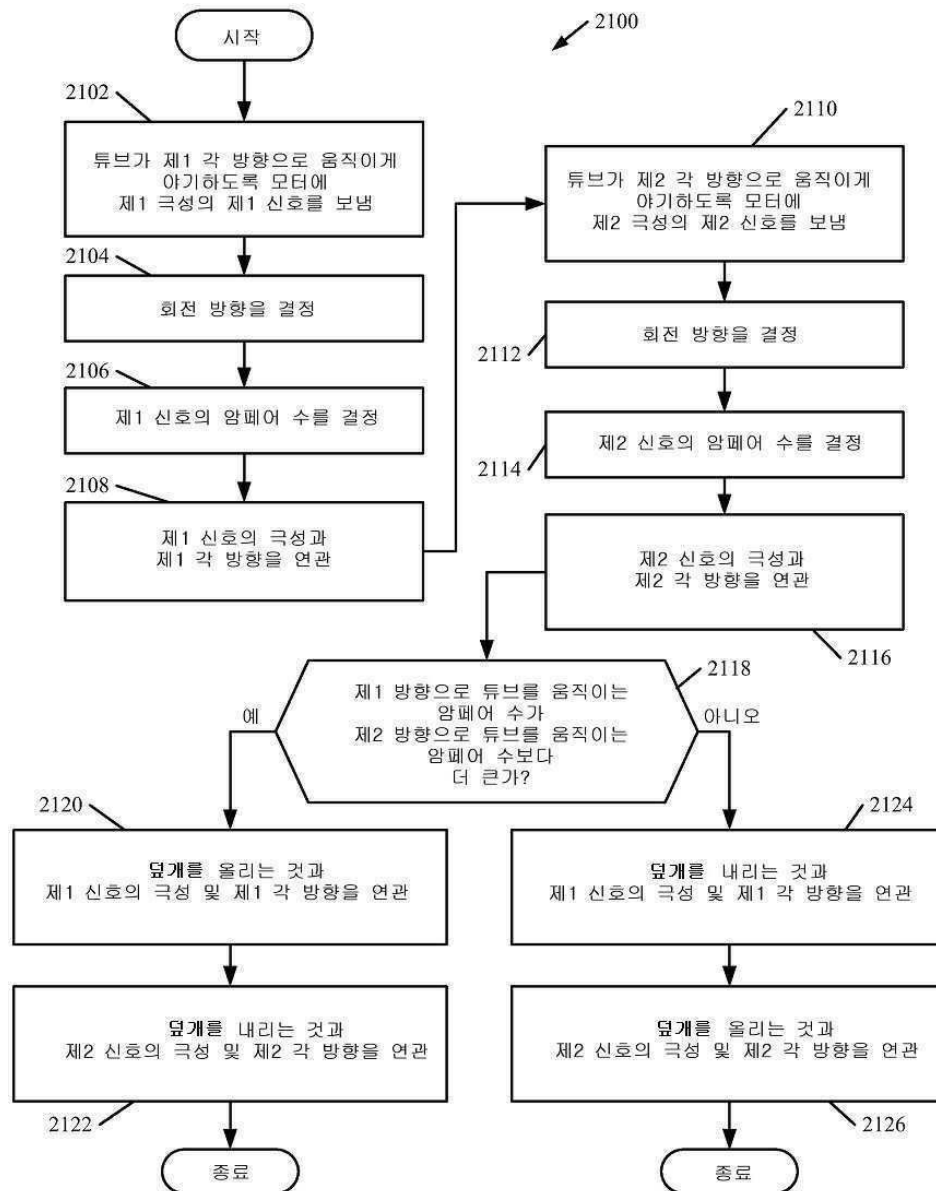 시작
2100
2102
튜브가 제1 각 방향으로 움직이게
야기하도록 모터에
제1 극성의 제1 신호를 보냄
2104
회전 방향을 결정
2106
제1 신호의 암페어 수를 결정
2108
제1 신호의 극성과
제1 각 방향을 연관
2110
튜브가 제2 각 방향으로 움직이게
야기하도록 모터에
제2 극성의 제2 신호를 보냄
회전 방향을 결정
2112
제2 신호의 암페어 수를 결정
2114
제2 신호의 극성과
제2 각 방향을 연관
2116
2118
제1 방향으로 튜브를 움직이는
암페어 수가
제2 방향으로 튜브를 움직이는
암페어 수보다
더 큰가?
예
아니오
2120
덮개를 올리는 것과
제1 신호의 극성 및 제1 각 방향을 연관
덮개를 내리는 것과
제2 신호의 극성 및 제2 각 방향을 연관
2122
종료
2124
덮개를 내리는 것과
제1 신호의 극성 및 제1 각 방향을 연관
덮개를 올리는 것과
제2 신호의 극성 및 제2 각 방향을 연관
2126
종료